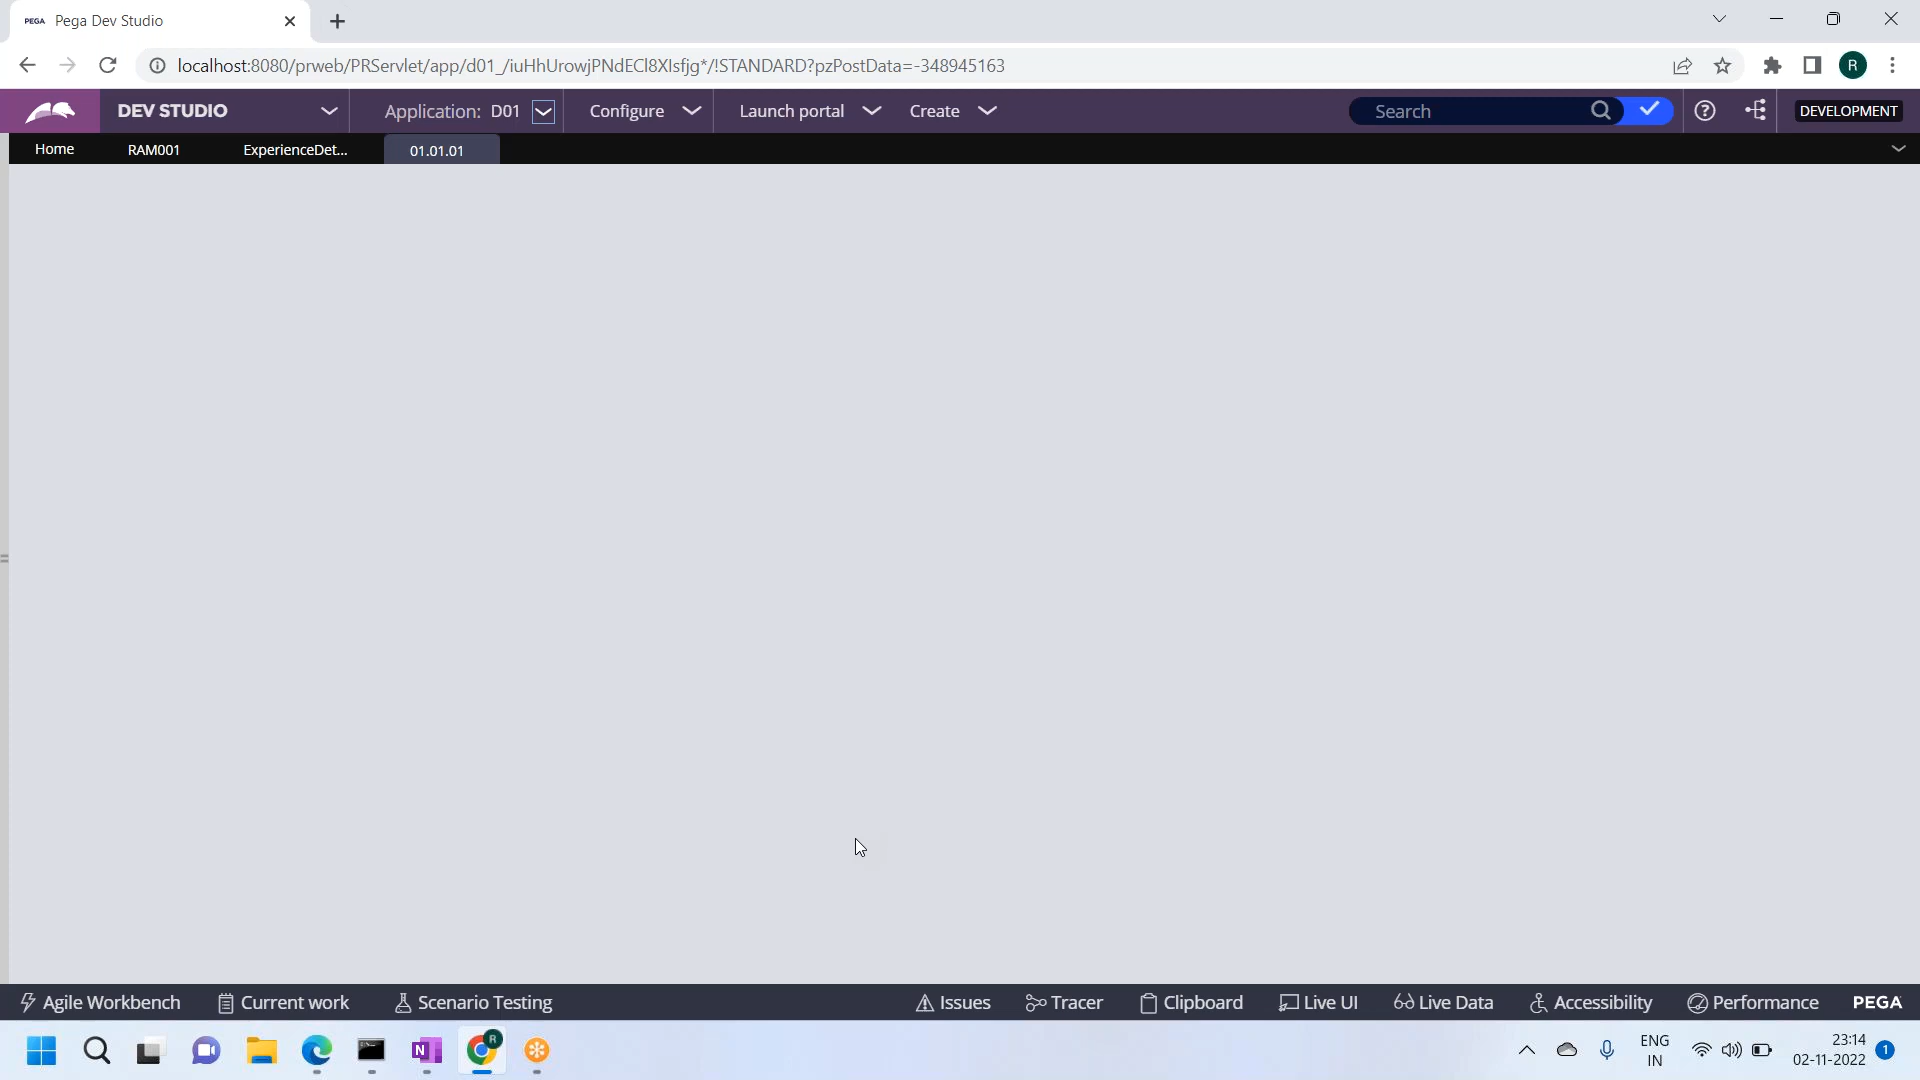 PEGA Pega Dev Studio
localhost:8080/prweb/PRServlet/app/d01_/iuHhUrowjPNdECl8XIsfjg*/!STANDARD?pzPostData=-348945163
R
DEV STUDIO Application: D01 Configure Launch portal Create Search DEVELOPMENT
Home RAM001 ExperienceDet... 01.01.01
Agile Workbench Current work Scenario Testing Issues Tracer Clipboard Live UI Live Data Accessibility Performance PEGA
N R ENG 23:14
IN 02-11-2022 1